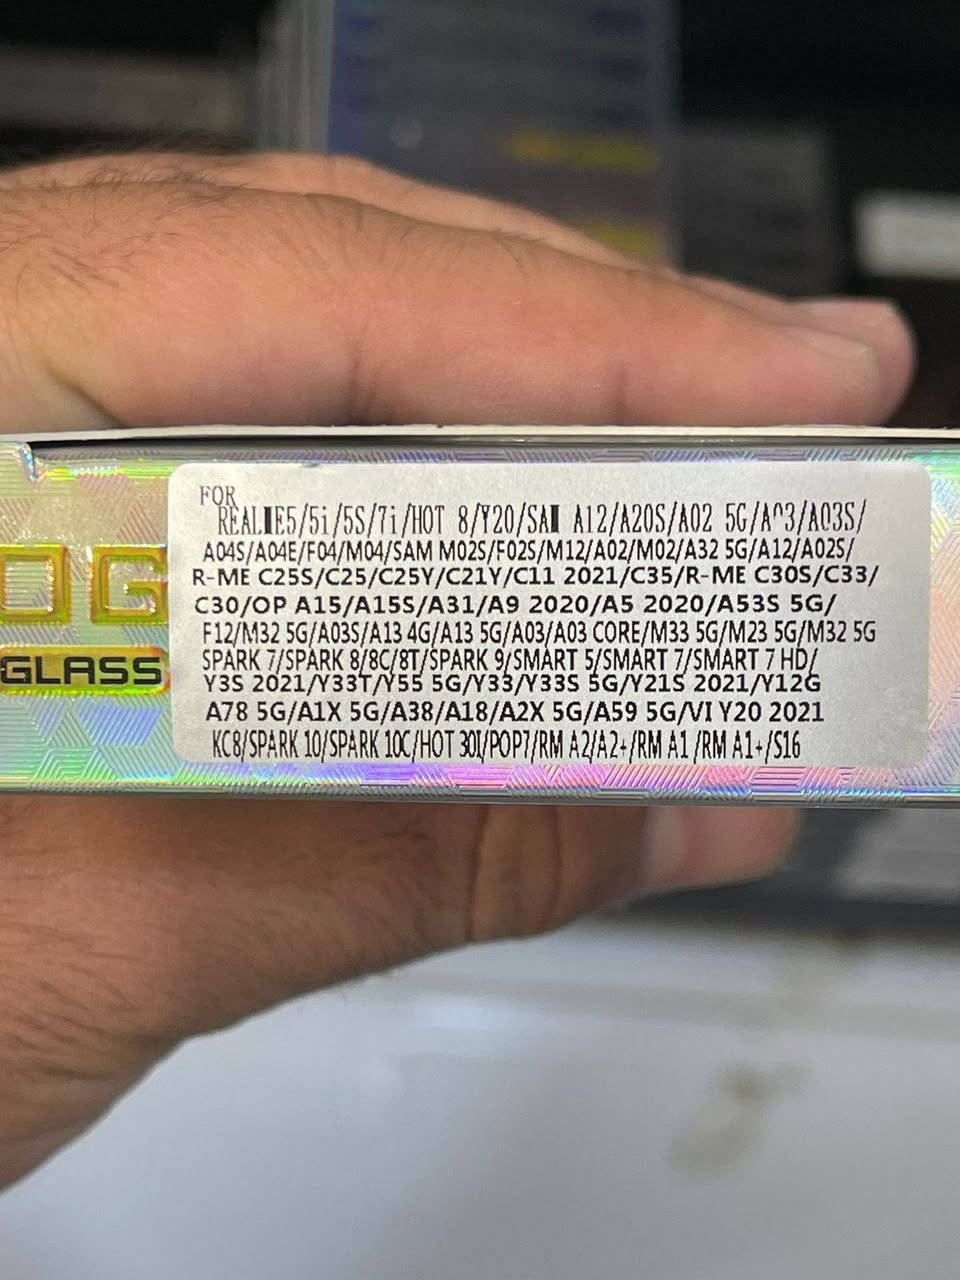 OG
GLASS
FOR
E5/5i/5S/7i/HOT 8/Y20/ A12/A20S/A02 5G/A03S/
A04S/A04E/F04/M04/SAM M02S/F02S/M12/A02/M02/A32 5G/A12/A02S/
R-ME C25S/C25/C25Y/C21Y/C11 2021/C35/R-ME C30S/C33/
C30/OP A15/A15S/A31/A9 2020/A5 2020/A53S 5G/
F12/M32 5G/A03S/A13 4G/A13 5G/A03/A03 CORE/M33 5G/M23 5G/M32 5G
SPARK 7/SPARK 8/8C/8T/SPARK 9/SMART 5/SMART 7/SMART 7 HD/
Y3S 2021/Y33T/Y55 5G/Y33/Y33S 5G/Y21S 2021/Y12G
A78 5G/A1X 5G/A38/A18/A2X 5G/A59 5G/VI Y20 2021
KC8/SPARK 10/SPARK 10C/HOT 30I/POP7/RM A2/A2+/RM A1 /RM A1+/S16